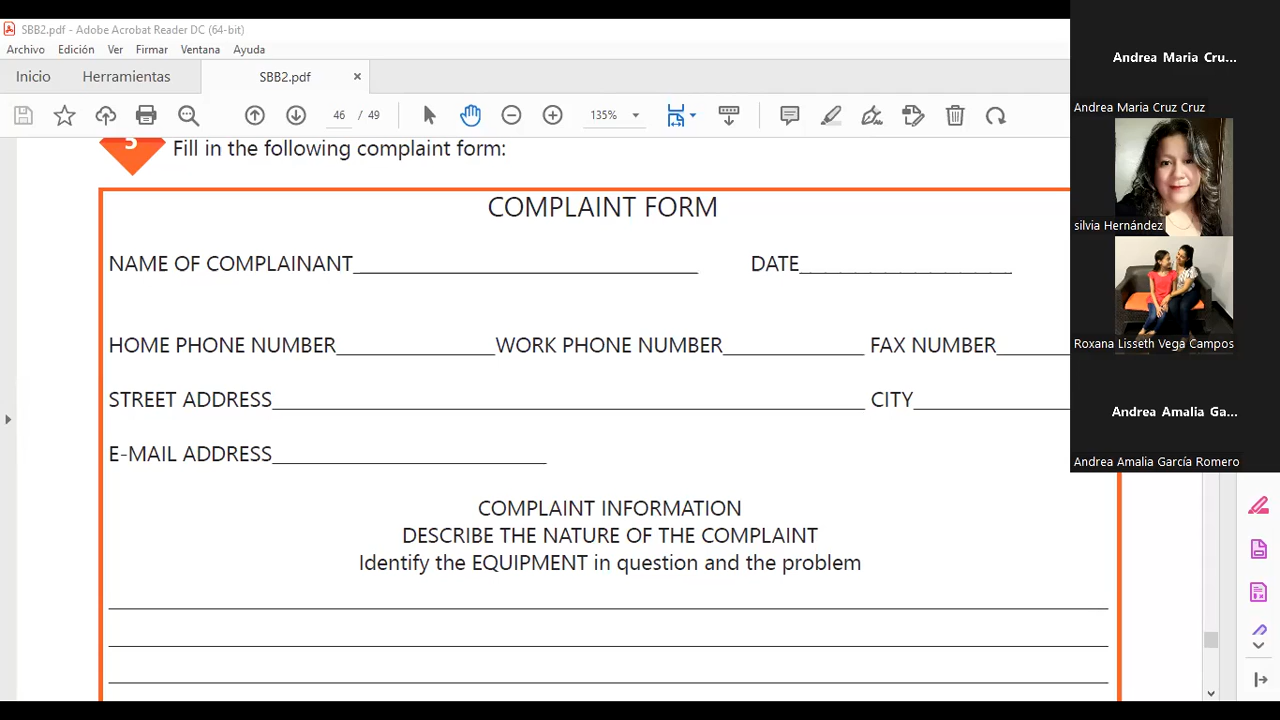 SBB2.pdf - Adobe Acrobat Reader DC (64-bit)
Archivo Edición Ver Firmar Ventana Ayuda
Inicio Herramientas SBB2.pdf ×
46 / 49 135%
5 Fill in the following complaint form:
COMPLAINT FORM
NAME OF COMPLAINANT DATE
HOME PHONE NUMBER WORK PHONE NUMBER FAX NUMBER
STREET ADDRESS CITY
E-MAIL ADDRESS
COMPLAINT INFORMATION
DESCRIBE THE NATURE OF THE COMPLAINT
Identify the EQUIPMENT in question and the problem
Andrea Maria Cru...
Andrea Maria Cruz Cruz
silvia Hernández
Roxana Lisseth Vega Campos
Andrea Amalia Ga...
Andrea Amalia García Romero